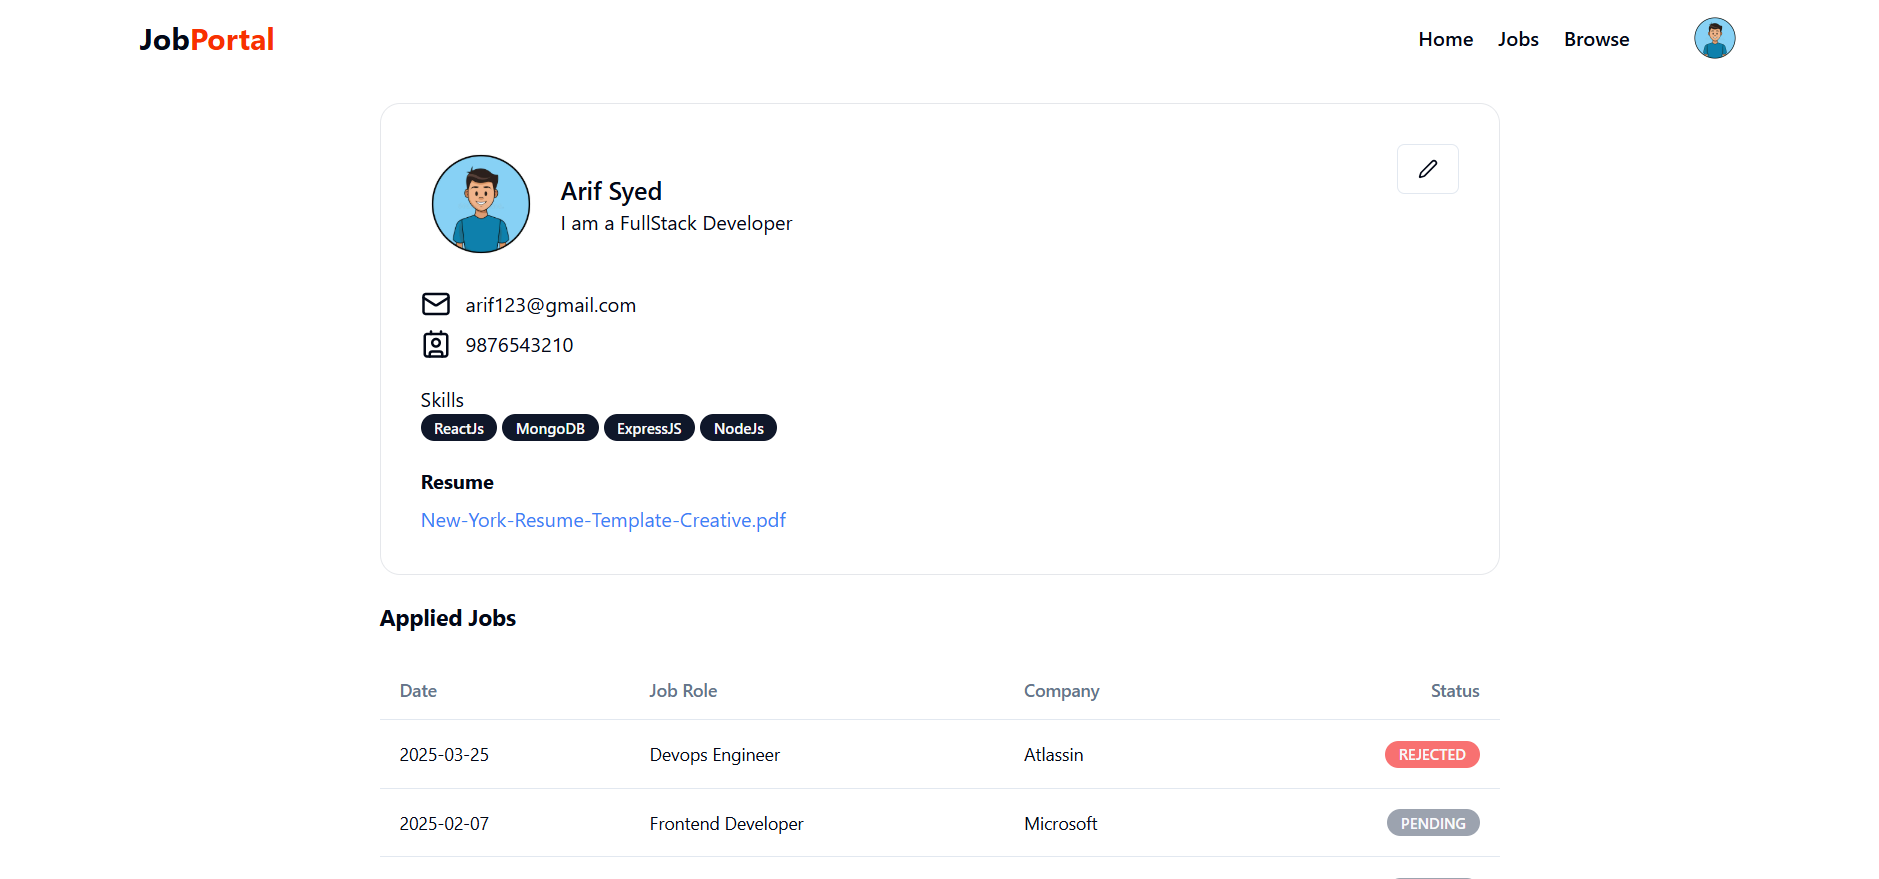 JobPortal
Home Jobs Browse
Arif Syed
I am a FullStack Developer
arif123@gmail.com
9876543210
Skills
ReactJs MongoDB ExpressJS NodeJs
Resume
New-York-Resume-Template-Creative.pdf
Applied Jobs
Date Job Role Company Status
2025-03-25 Devops Engineer Atlassin REJECTED
2025-02-07 Frontend Developer Microsoft PENDING